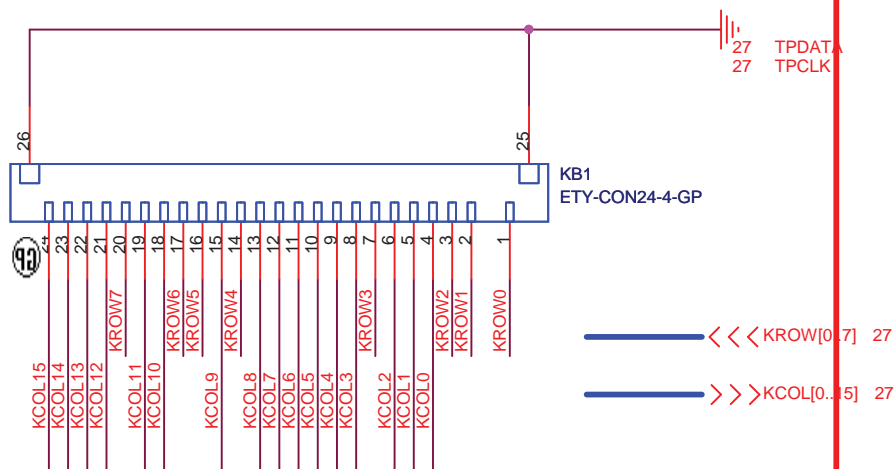 27 TPDATA
27 TPCLK
26
25
KB1
ETY-CON24-4-GP
24 23 22 21 20 19 18 17 16 15 14 13 12 11 10 9 8 7 6 5 4 3 2 1
GP
KROW7 KROW6 KROW5 KROW4 KROW3 KROW2 KROW1 KROW0
KROW[0..7] 27
KCOL15 KCOL14 KCOL13 KCOL12 KCOL11 KCOL10 KCOL9 KCOL8 KCOL7 KCOL6 KCOL5 KCOL4 KCOL3 KCOL2 KCOL1 KCOL0
KCOL[0..15] 27